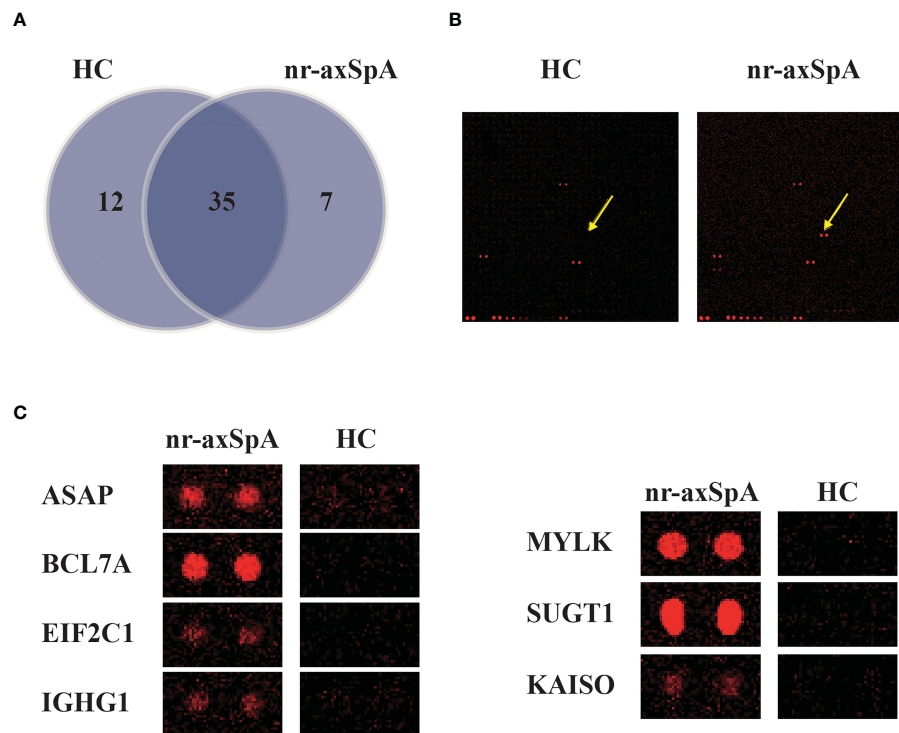 A
HC
nr-axSpA
12
35
7
B
HC
nr-axSpA
C
nr-axSpA
HC
ASAP
BCL7A
EIF2C1
IGHG1
nr-axSpA
HC
MYLK
SUGT1
KAISO